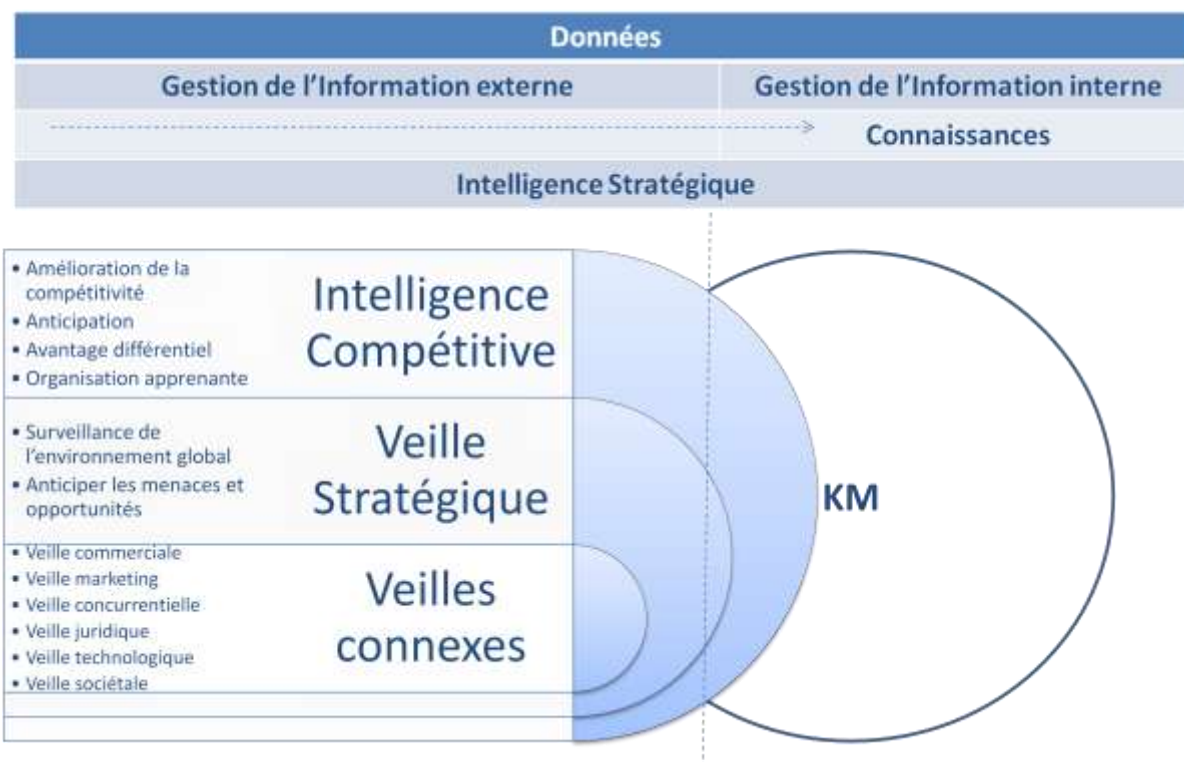 Données
Gestion de l'Information externe
Gestion de l'Information interne
Connaissances
Intelligence Stratégique
• Amélioration de la
compétitivité
• Anticipation
• Avantage différentiel
• Organisation apprenante
Intelligence
Compétitive
• Surveillance de
l'environnement global
• Anticiper les menaces et
opportunités
Veille
Stratégique
• Veille commerciale
• Veille marketing
• Veille concurrentielle
• Veille juridique
• Veille technologique
• Veille sociétale
Veilles
connexes
KM